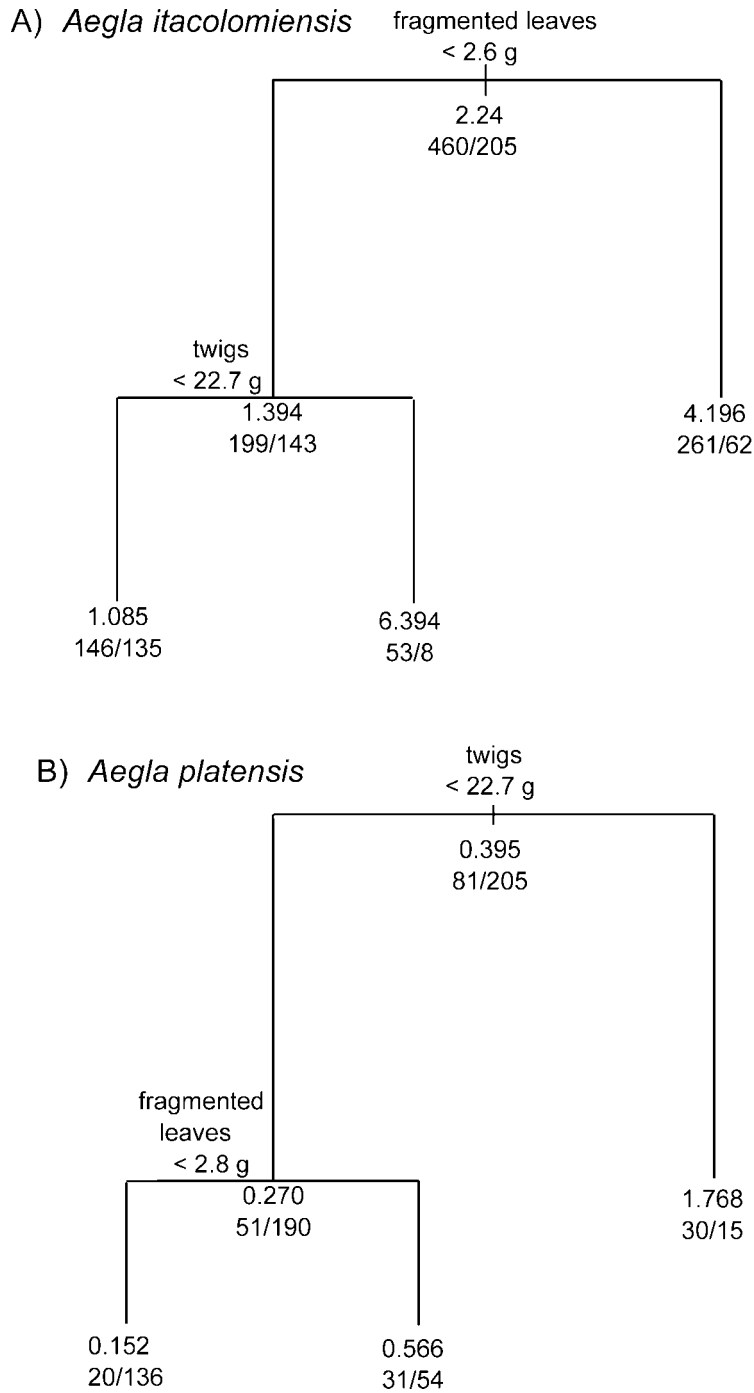 A) Aegla itacolomiensis
fragmented leaves
< 2.6 g
2.24
460/205
twigs
< 22.7 g
1.394
199/143
4.196
261/62
1.085
146/135
6.394
53/8
B) Aegla platensis
twigs
< 22.7 g
0.395
81/205
fragmented
leaves
< 2.8 g
0.270
51/190
1.768
30/15
0.152
20/136
0.566
31/54